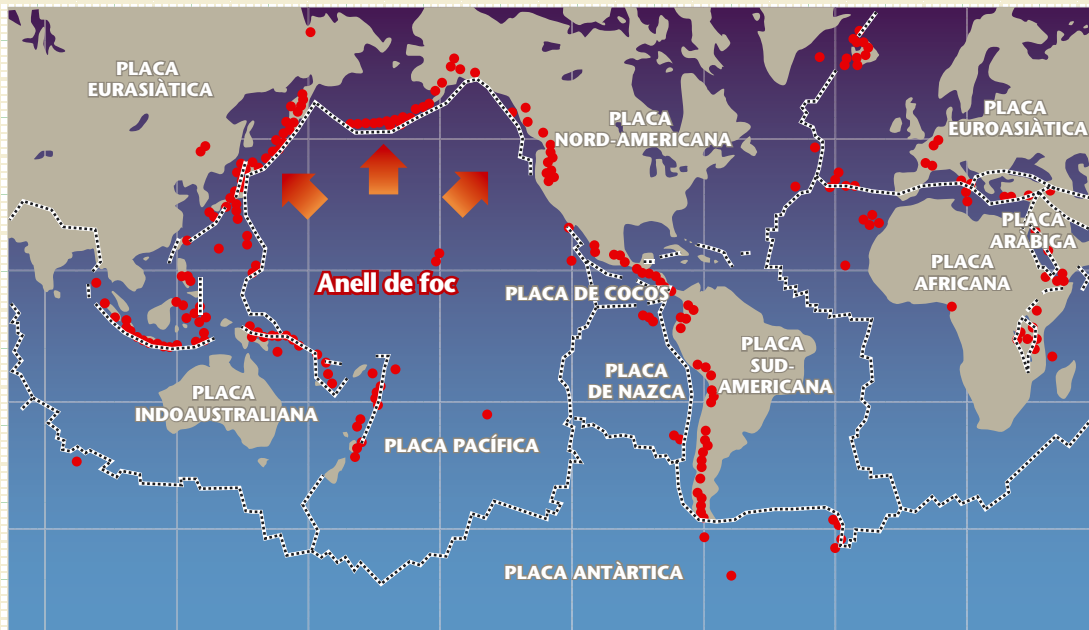 PLACA
EURASIÀTICA
PLACA
NORD-AMERICANA
PLACA
EUROASIÀTICA
PLACA
ARÀBIGA
PLACA
AFRICANA
Anell de foc
PLACA DE COCOS
PLACA
SUD-
AMERICANA
PLACA
DE NAZCA
PLACA
INDOAUSTRALIANA
PLACA PACÍFICA
PLACA ANTÀRTICA